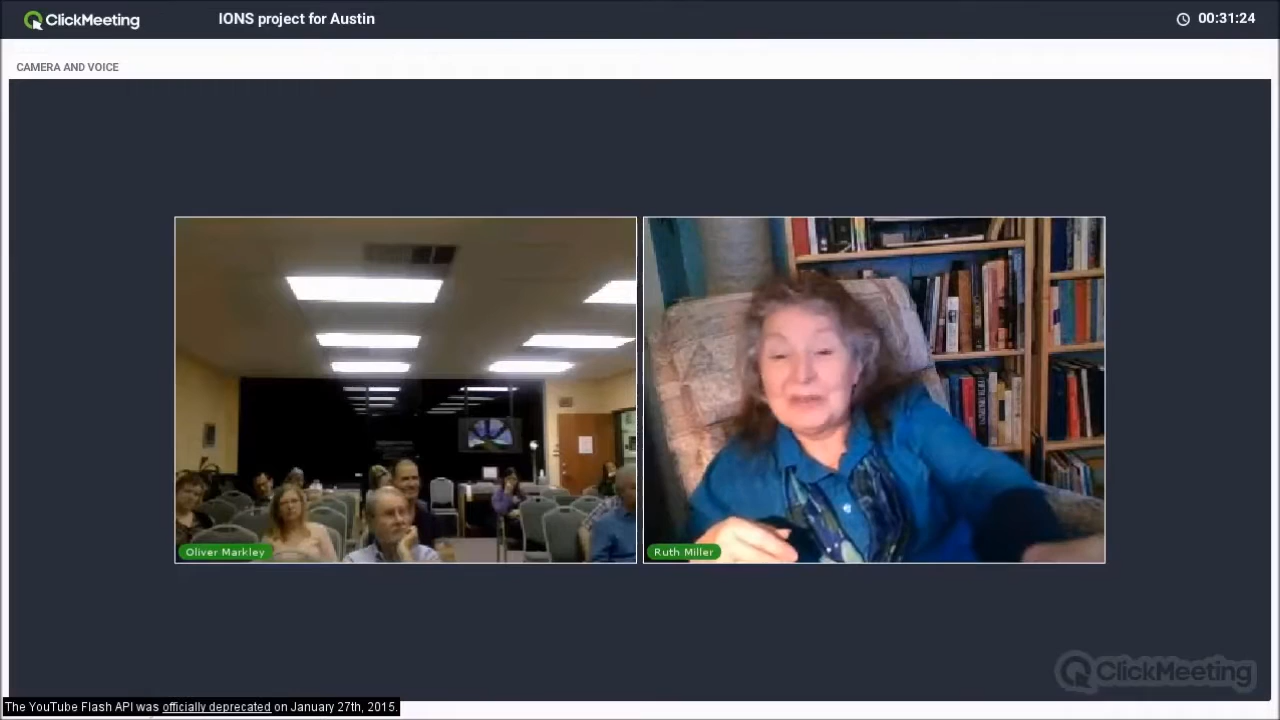 ClickMeeting
IONS project for Austin
00:31:24
CAMERA AND VOICE
Oliver Markley
Ruth Miller
ClickMeeting
The YouTube Flash API was officially deprecated on January 27th, 2015.